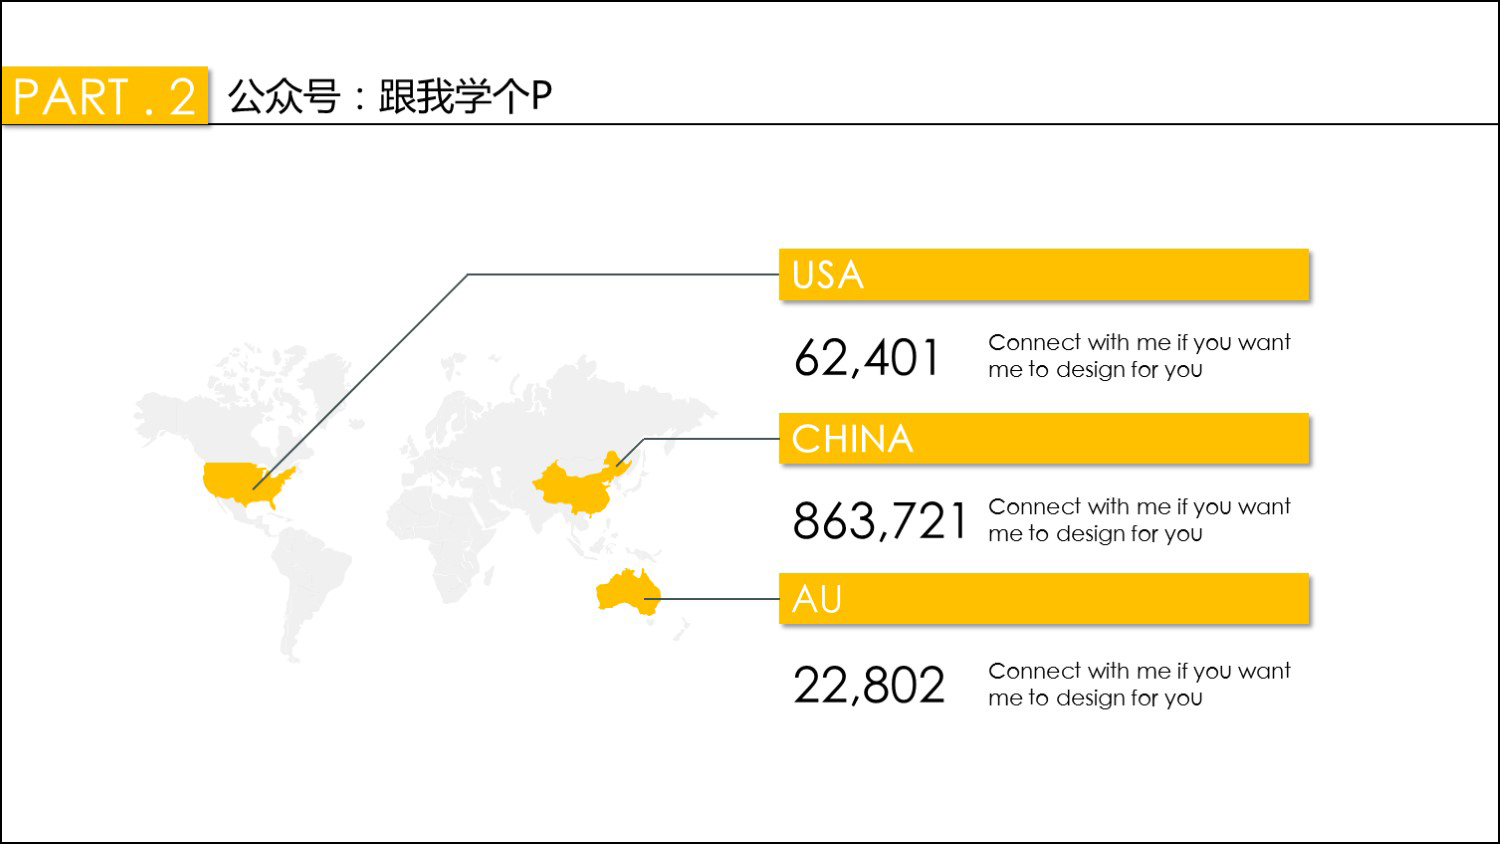 PART . 2 公众号：跟我学个P
USA
62,401
Connect with me if you want
me to design for you
CHINA
863,721
Connect with me if you want
me to design for you
AU
22,802
Connect with me if you want
me to design for you